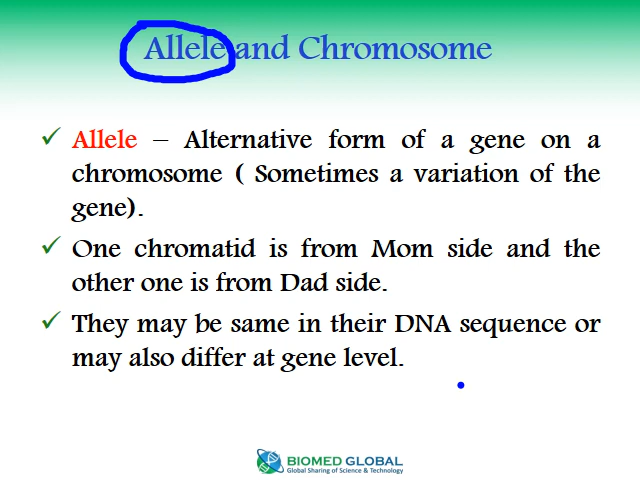 Allele and Chromosome
Allele – Alternative form of a gene on a
chromosome ( Sometimes a variation of the
gene).
One chromatid is from Mom side and the
other one is from Dad side.
They may be same in their DNA sequence or
may also differ at gene level.
BIOMED GLOBAL
Global Sharing of Science & Technology